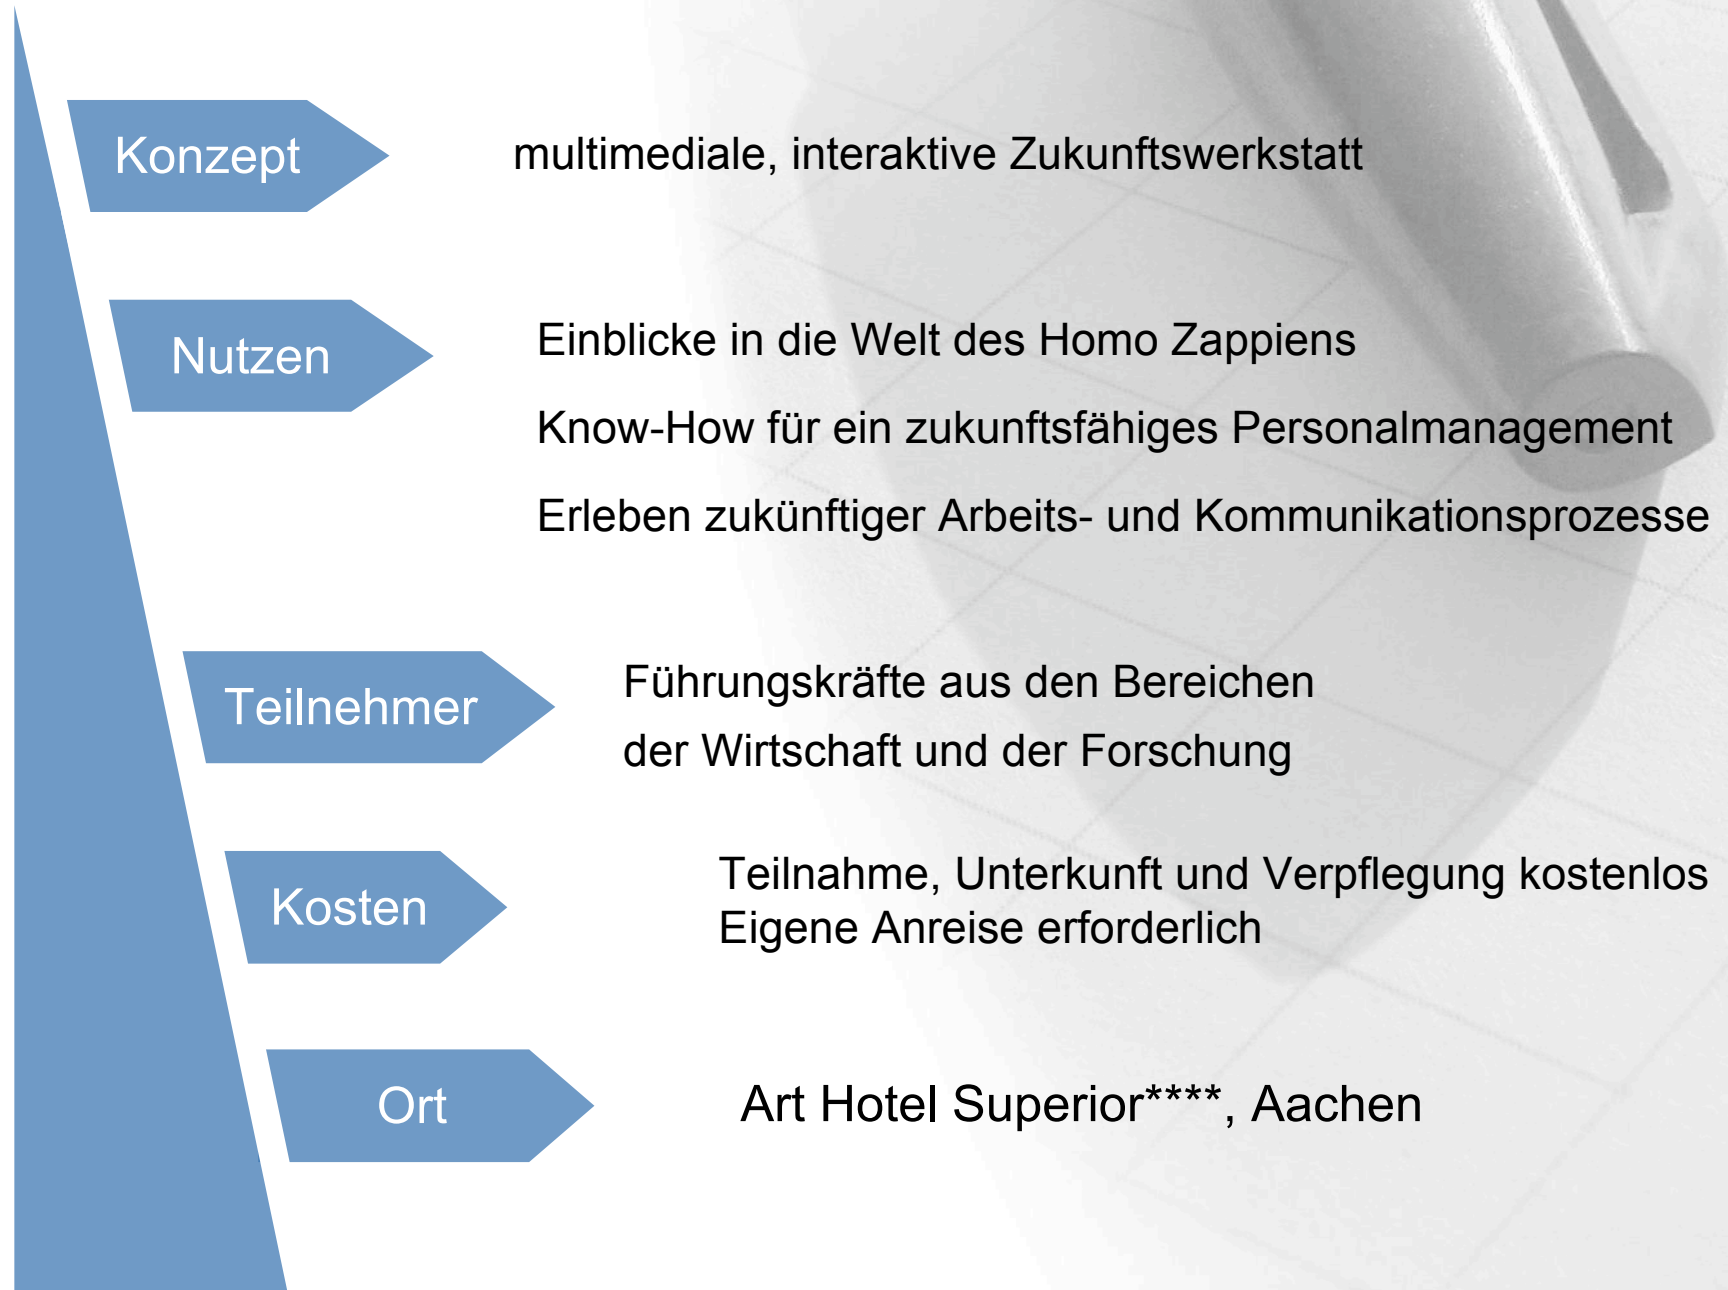 Konzept
multimediale, interaktive Zukunftswerkstatt
Nutzen
Einblicke in die Welt des Homo Zappiens
Know-How für ein zukunftsfähiges Personalmanagement
Erleben zukünftiger Arbeits- und Kommunikationsprozesse
Teilnehmer
Führungskräfte aus den Bereichen
der Wirtschaft und der Forschung
Kosten
Teilnahme, Unterkunft und Verpflegung kostenlos
Eigene Anreise erforderlich
Ort
Art Hotel Superior****, Aachen